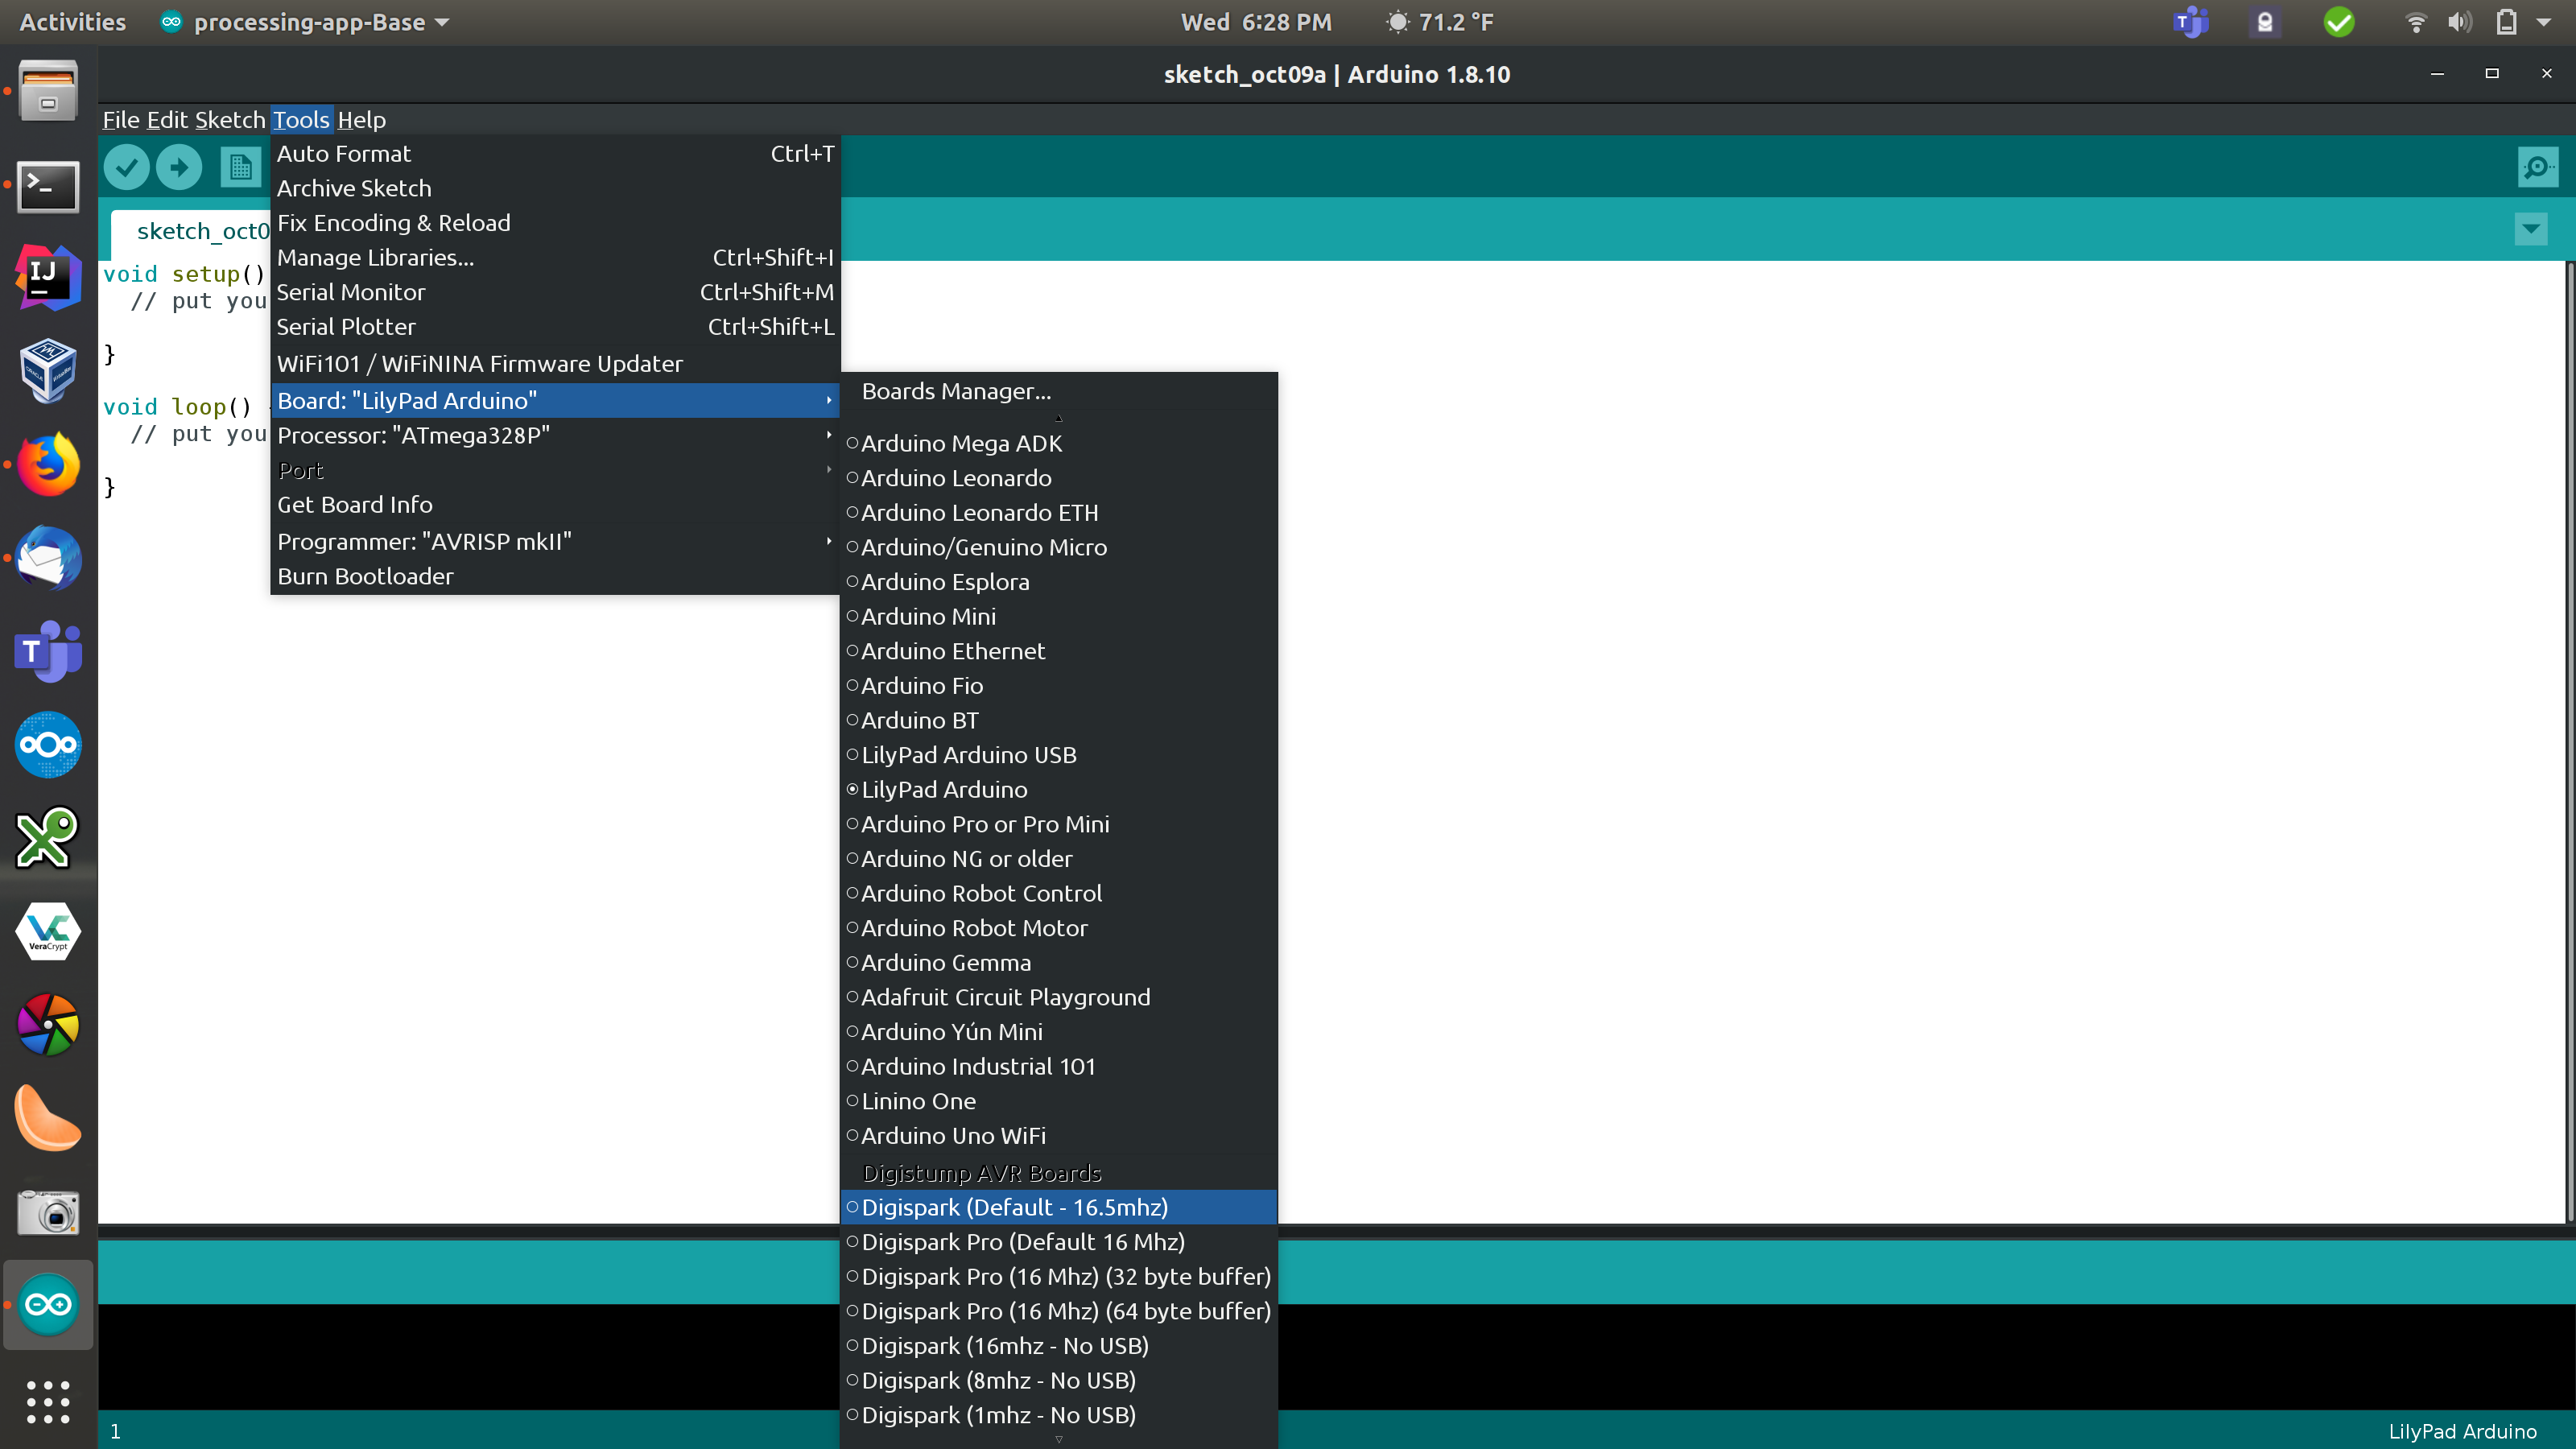 Activities
processing-app-Base
Wed 6:28 PM
71.2 °F
sketch_oct09a | Arduino 1.8.10
File Edit Sketch Tools Help
Auto Format Ctrl+T
Archive Sketch
Fix Encoding & Reload
Manage Libraries... Ctrl+Shift+I
Serial Monitor Ctrl+Shift+M
Serial Plotter Ctrl+Shift+L
WiFi101 / WiFiNINA Firmware Updater
Board: "LilyPad Arduino"
Processor: "ATmega328P"
Port
Get Board Info
Programmer: "AVRISP mkII"
Burn Bootloader
sketch_oct0
void setup()
// put you
}
void loop()
// put you
}
Boards Manager...
Arduino Mega ADK
Arduino Leonardo
Arduino Leonardo ETH
Arduino/Genuino Micro
Arduino Esplora
Arduino Mini
Arduino Ethernet
Arduino Fio
Arduino BT
LilyPad Arduino USB
LilyPad Arduino
Arduino Pro or Pro Mini
Arduino NG or older
Arduino Robot Control
Arduino Robot Motor
Arduino Gemma
Adafruit Circuit Playground
Arduino Yún Mini
Arduino Industrial 101
Linino One
Arduino Uno WiFi
Digistump AVR Boards
Digispark (Default - 16.5mhz)
Digispark Pro (Default 16 Mhz)
Digispark Pro (16 Mhz) (32 byte buffer)
Digispark Pro (16 Mhz) (64 byte buffer)
Digispark (16mhz - No USB)
Digispark (8mhz - No USB)
Digispark (1mhz - No USB)
IJ
T
VC
VeraCrypt
1
LilyPad Arduino